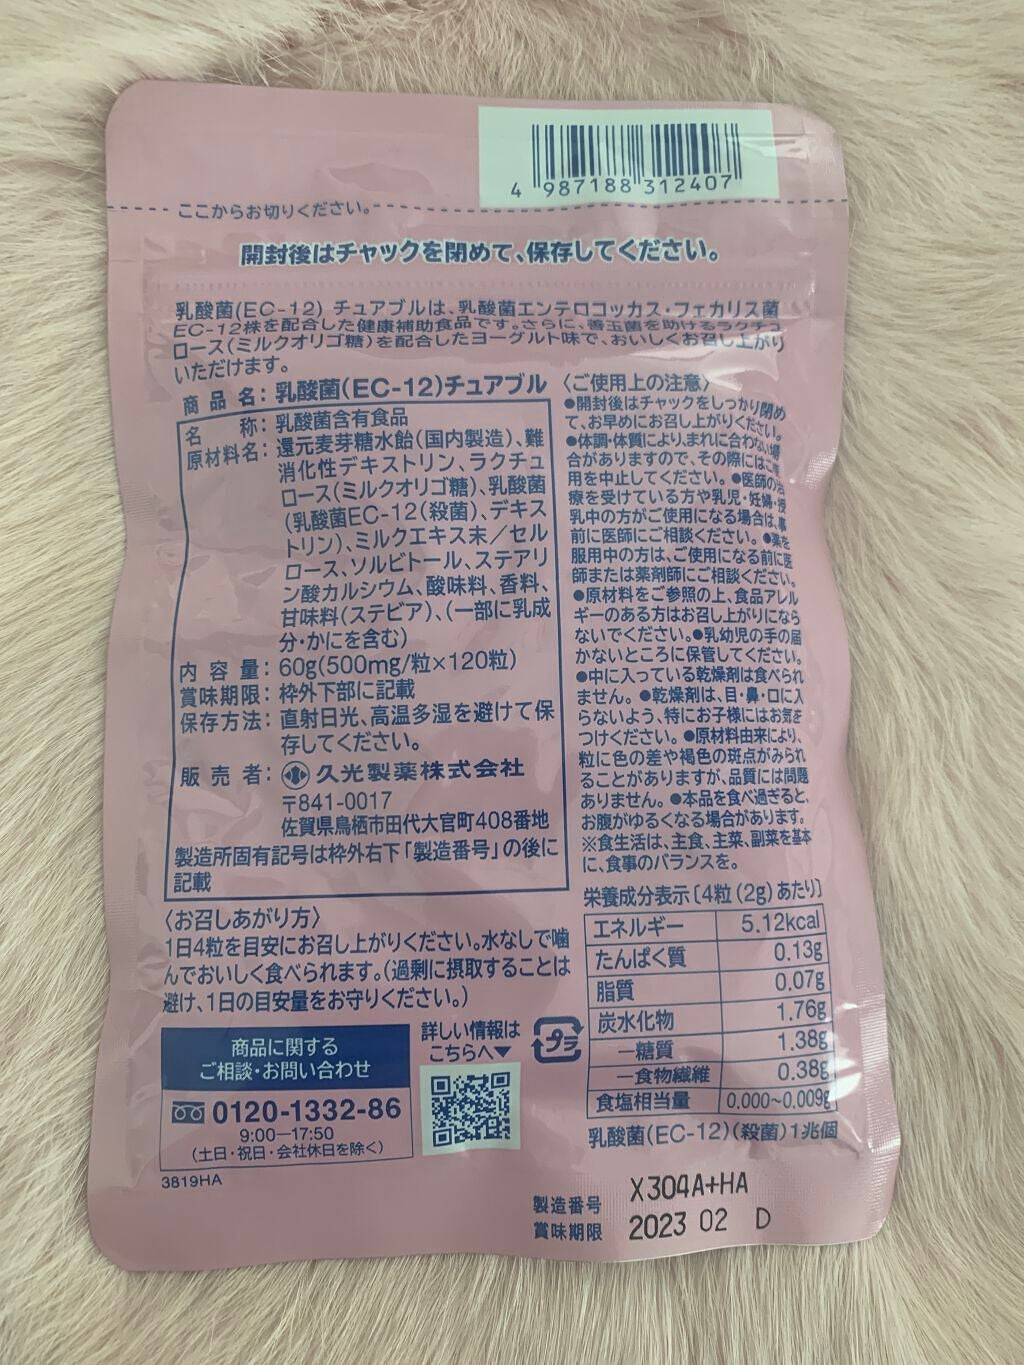 4 987188 312407
ここからお切りください。
開封後はチャックを閉めて、保存してください。
乳酸菌(EC-12) チュアブルは、乳酸菌エンテロコッカス・フェカリス菌
EC-12株を配合した健康補助食品です。さらに、善玉菌を助けるラクチュ
ロース(ミルクオリゴ糖)を配合したヨーグルト味で、おいしくお召し上がり
いただけます。
商品名：乳酸菌(EC-12)チュアブル
名称：乳酸菌含有食品
原材料名：還元麦芽糖水飴(国内製造)、難
消化性デキストリン、ラクチュ
ロース(ミルクオリゴ糖)、乳酸菌
(乳酸菌EC-12(殺菌)、デキス
トリン)、ミルクエキス末／セル
ロース、ソルビトール、ステアリ
ン酸カルシウム、酸味料、香料、
甘味料(ステビア)、(一部に乳成
分・かにを含む)
内容量：60g(500mg/粒×120粒)
賞味期限：枠外下部に記載
保存方法：直射日光、高温多湿を避けて保
存してください。
販売者：久光製薬株式会社
〒841-0017
佐賀県鳥栖市田代大官町408番地
製造所固有記号は枠外右下「製造番号」の後に
記載
〈お召しあがり方〉
1日4粒を目安にお召し上がりください。水なしで噛
んでおいしく食べられます。(過剰に摂取することは
避け、1日の目安量をお守りください。)
商品に関する
ご相談・お問い合わせ
0120-1332-86
9:00－17:50
(土日・祝日・会社休日を除く)
3819HA
詳しい情報は
こちらへ▼
プラ
〈ご使用上の注意〉
●開封後はチャックをしっかり閉め
て、お早めにお召し上がりください。
●体調・体質により、まれに合わない場
合がありますので、その際にはご使
用を中止してください。●医師の治
療を受けている方や乳児・妊婦・授
乳中の方がご使用になる場合は、事
前に医師にご相談ください。●薬を
服用中の方は、ご使用になる前に医
師または薬剤師にご相談ください。
●原材料をご参照の上、食品アレル
ギーのある方はお召し上がりになら
ないでください。●乳幼児の手の届
かないところに保管してください。
●中に入っている乾燥剤は食べられ
ません。●乾燥剤は、目・鼻・口に入
らないよう、特にお子様にはお気を
つけください。●原材料由来により、
粒に色の差や褐色の斑点がみられ
ることがありますが、品質には問題
ありません。●本品を食べ過ぎると、
お腹がゆるくなる場合があります。
※食生活は、主食、主菜、副菜を基本
に、食事のバランスを。
栄養成分表示〔4粒(2g)あたり〕
エネルギー 5.12kcal
たんぱく質 0.13g
脂質 0.07g
炭水化物 1.76g
－糖質 1.38g
－食物繊維 0.38g
食塩相当量 0.000~0.009g
乳酸菌(EC-12)(殺菌)1兆個
製造番号 X304A+HA
賞味期限 2023 02 D